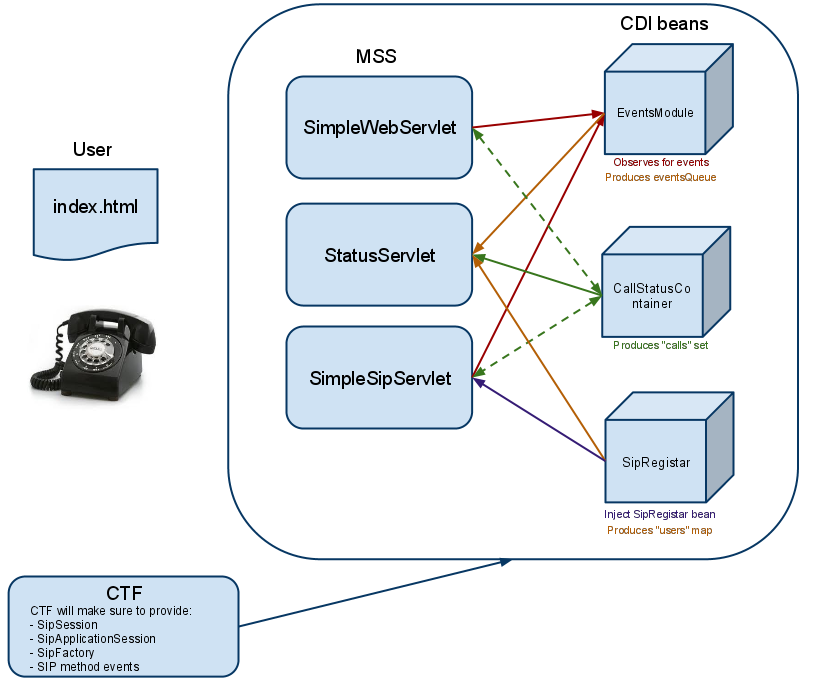 CDI beans
MSS
SimpleWebServlet
EventsModule
Observes for events
Produces eventsQueue
User
index.html
StatusServlet
CallStatusCo
ntainer
Produces "calls" set
SimpleSipServlet
SipRegistar
Inject SipRegistar bean
Produces "users" map
CTF
CTF will make sure to provide:
- SipSession
- SipApplicationSession
- SipFactory
- SIP method events